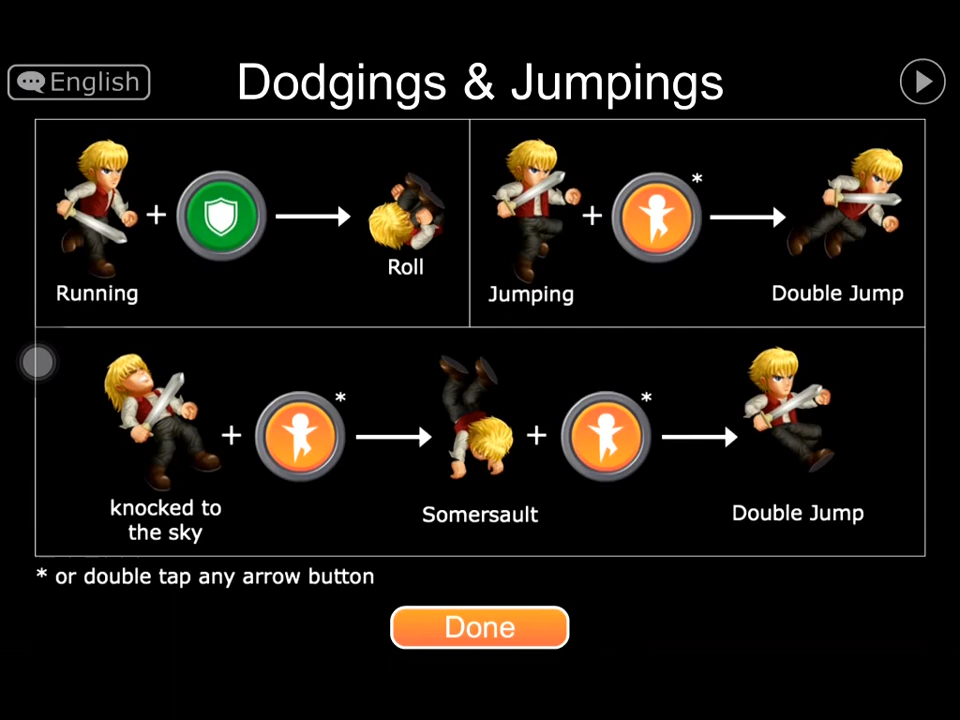 English
Dodgings & Jumpings
+
*
+
Roll
Running
Jumping
Double Jump
+
*
+
*
knocked to
the sky
Somersault
Double Jump
* or double tap any arrow button
Done